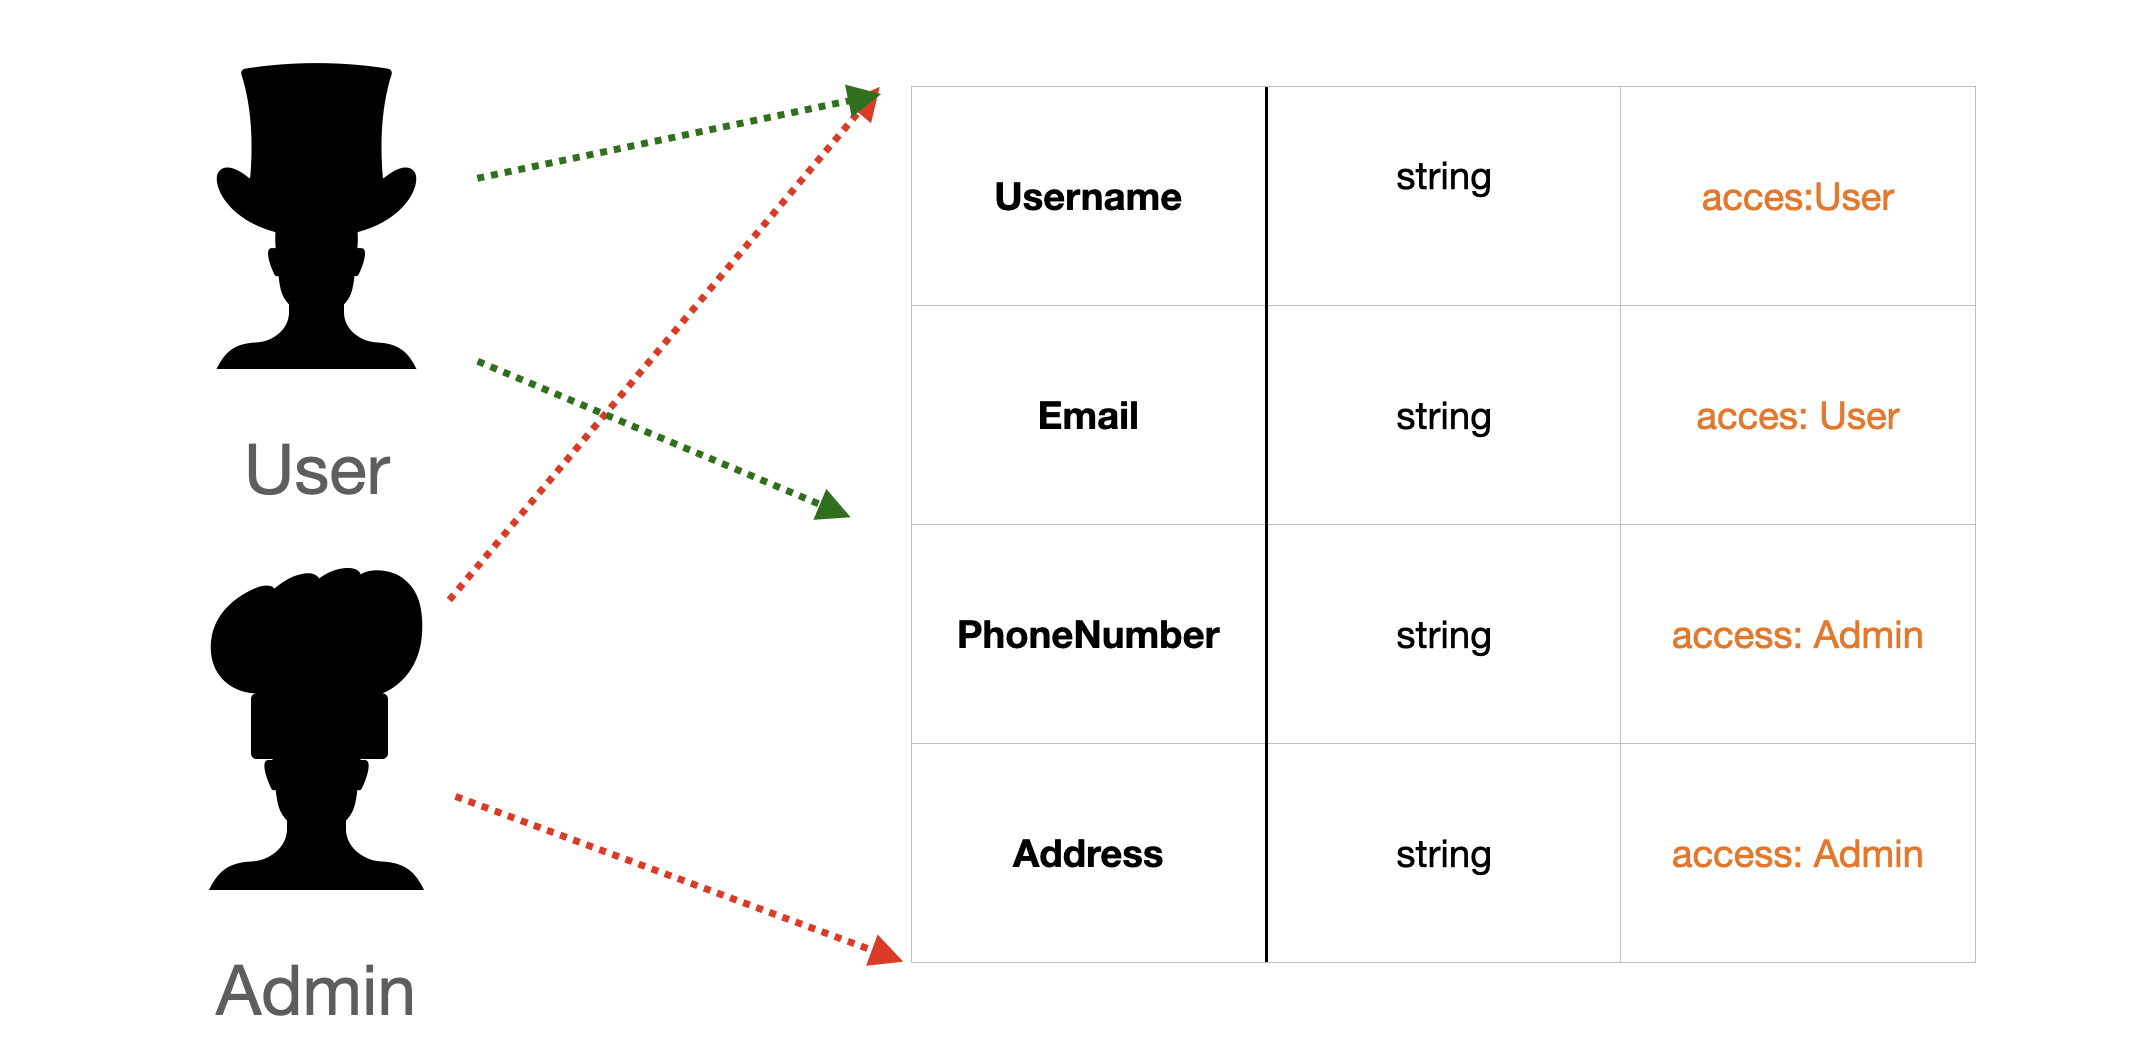 User
Admin
Username string acces:User
Email string acces: User
PhoneNumber string access: Admin
Address string access: Admin